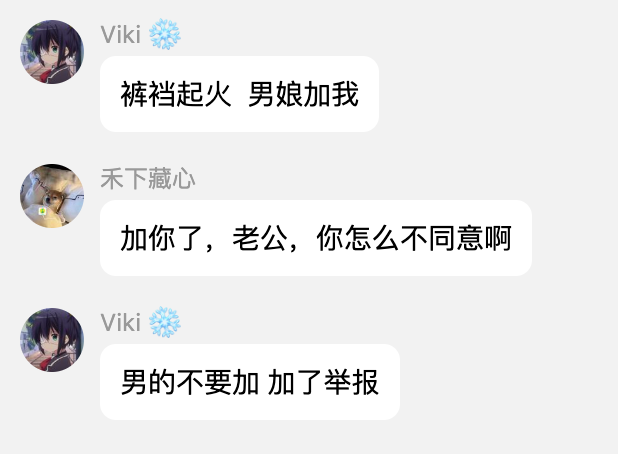 Viki ❄️
裤裆起火 男娘加我
禾下藏心
加你了，老公，你怎么不同意啊
Viki ❄️
男的不要加 加了举报